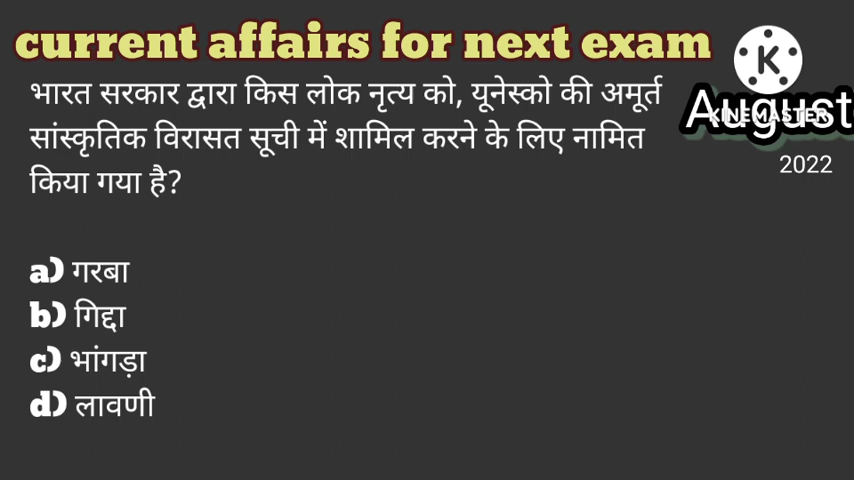 current affairs for next exam
भारत सरकार द्वारा किस लोक नृत्य को, यूनेस्को की अमूर्त
सांस्कृतिक विरासत सूची में शामिल करने के लिए नामित
किया गया है?
K
KINEMASTER
August
2022
a) गरबा
b) गिद्दा
c) भांगड़ा
d) लावणी